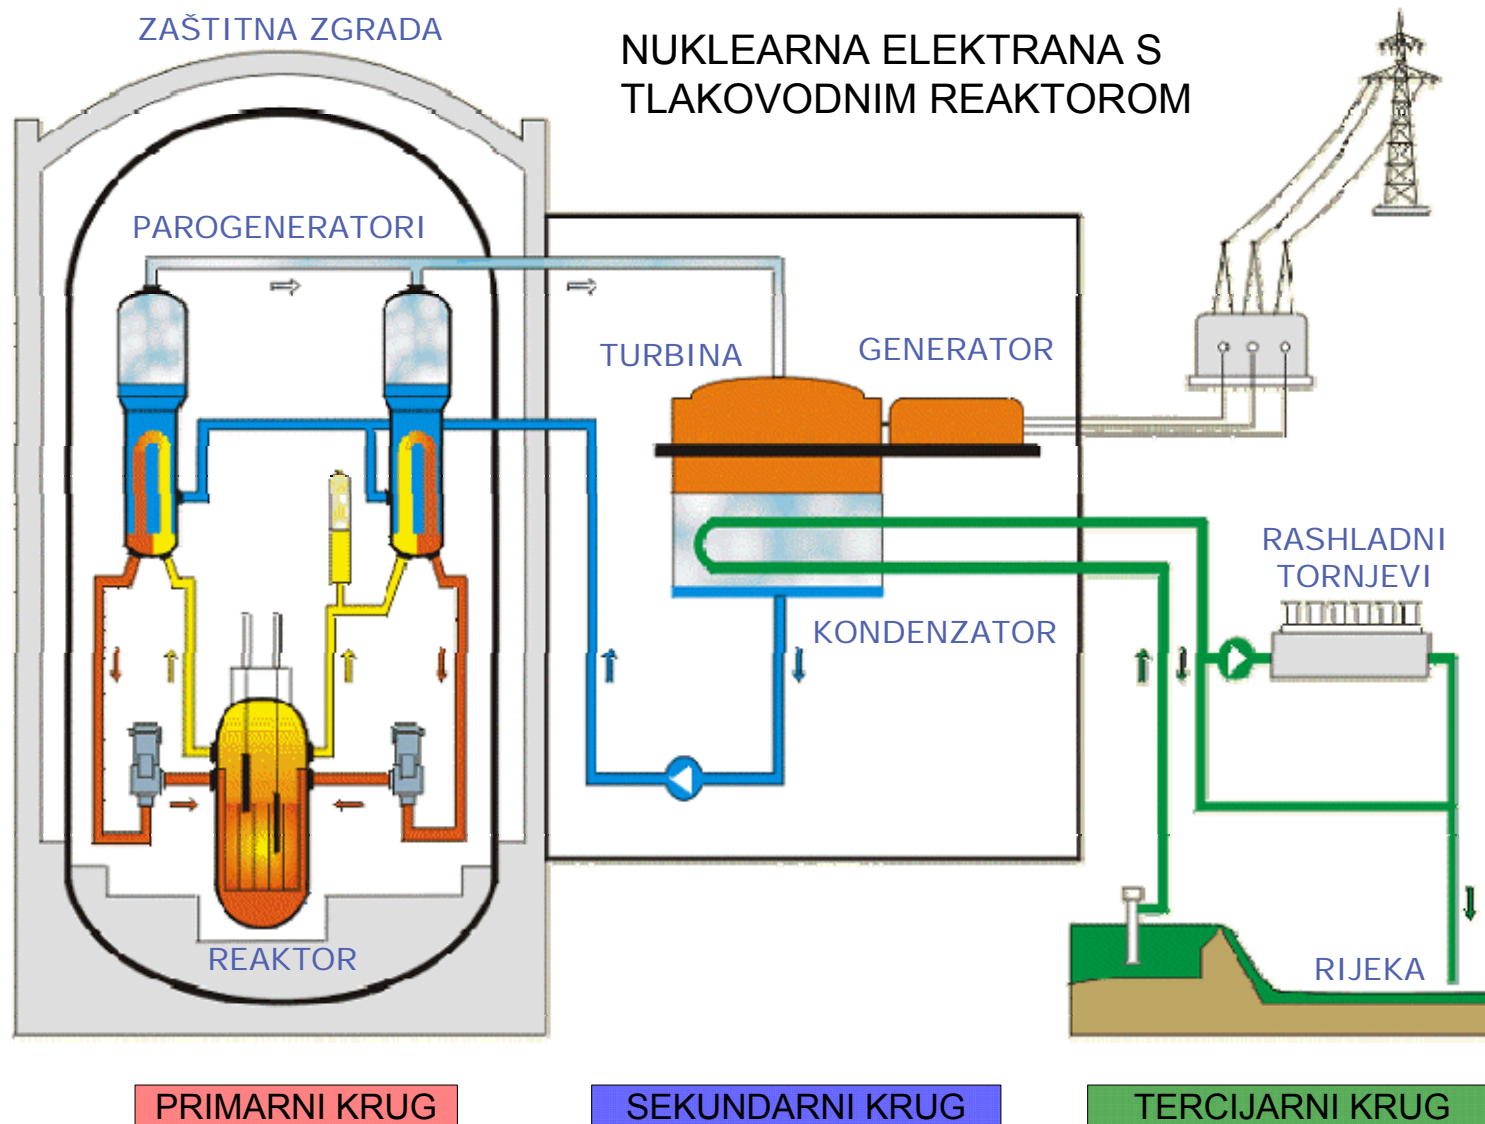 ZAŠTITNA ZGRADA
NUKLEARNA ELEKTRANA S
TLAKOVODNIM REAKTOROM
PAROGENERATORI
TURBINA
GENERATOR
RASHLADNI
TORNJEVI
KONDENZATOR
REAKTOR
RIJEKA
PRIMARNI KRUG
SEKUNDARNI KRUG
TERCIJARNI KRUG